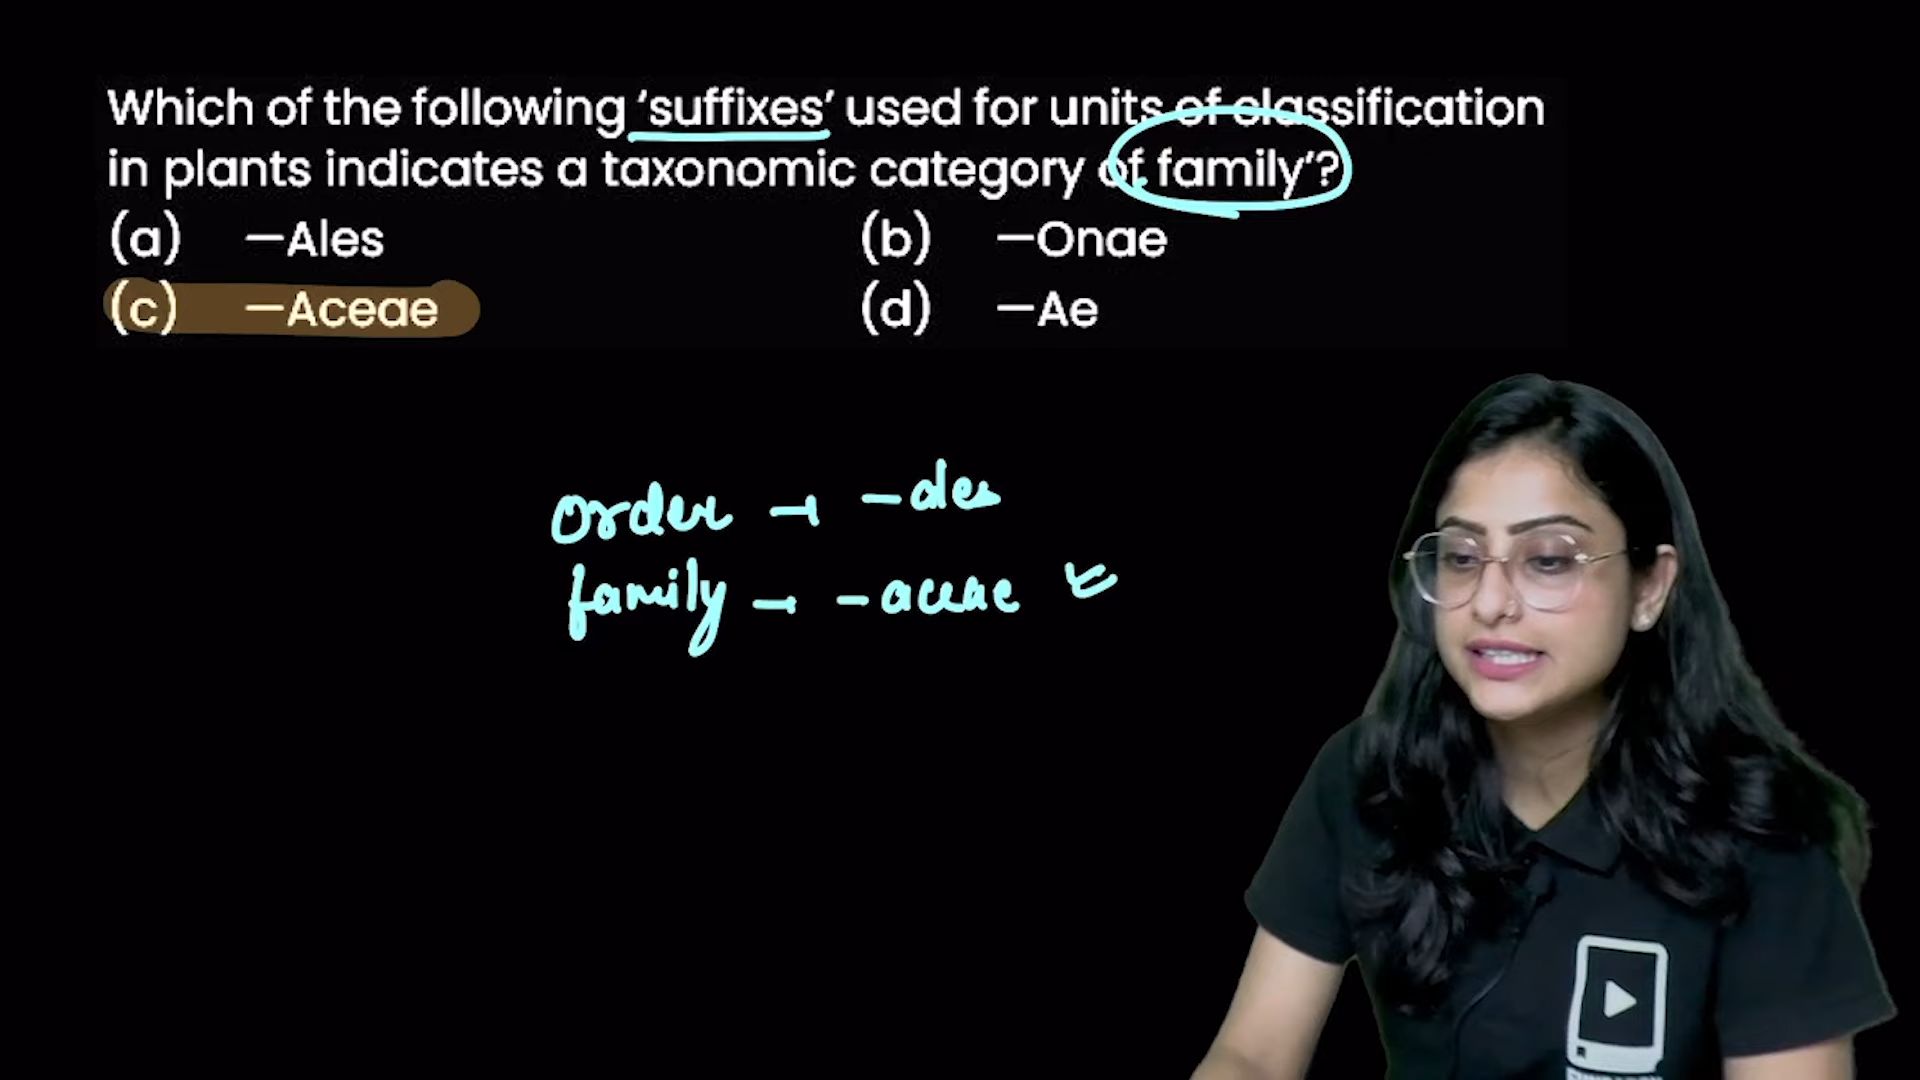 Which of the following ‘suffixes’ used for units of classification
in plants indicates a taxonomic category of family’?
(a) —Ales (b) —Onae
(c) —Aceae (d) —Ae
order → -ales
family → -aceae